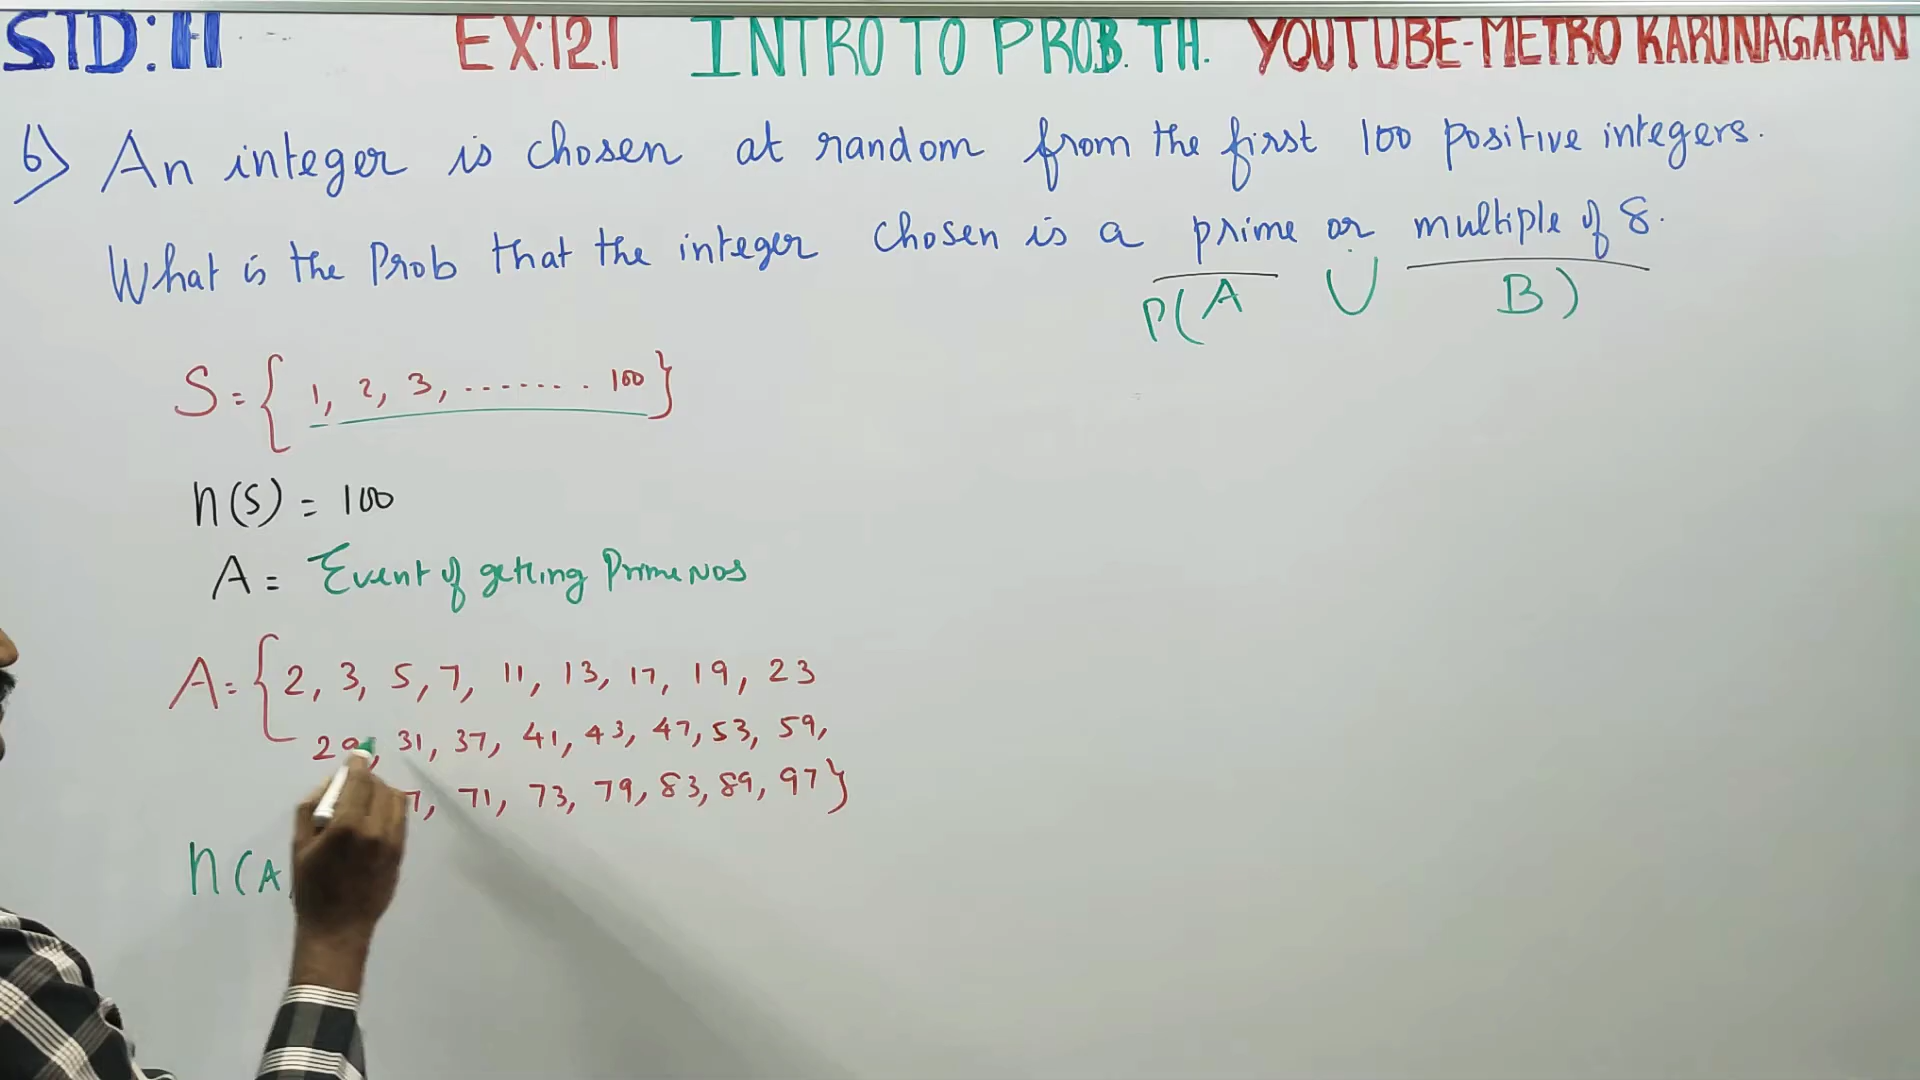 STD:11 EX:12.1 INTRO TO PROB. TH. YOUTUBE-METRO KARUNAGARAN
6) An integer is chosen at random from the first 100 positive integers.
What is the Prob that the integer chosen is a prime or multiple of 8.
P(A ∪ B)
S = { 1, 2, 3, ........ 100 }
n(S) = 100
A = Event of getting Prime Nos
A = { 2, 3, 5, 7, 11, 13, 17, 19, 23
29, 31, 37, 41, 43, 47, 53, 59,
7, 71, 73, 79, 83, 89, 97 }
n(A)